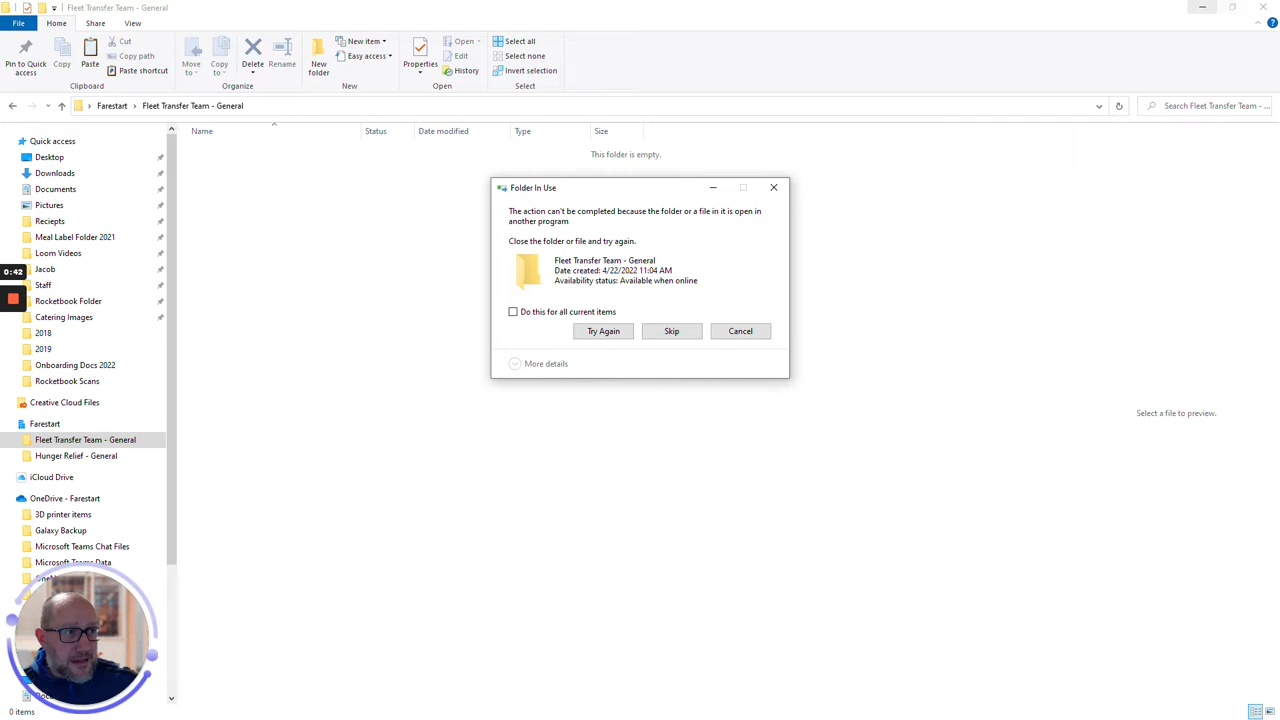 Fleet Transfer Team - General
File Home Share View
Pin to Quick access
Copy
Paste
Cut
Copy path
Paste shortcut
Clipboard
Move to
Copy to
Delete
Rename
Organize
New folder
New item
Easy access
New
Properties
Open
Edit
History
Open
Select all
Select none
Invert selection
Select
Farestart > Fleet Transfer Team - General
Search Fleet Transfer Team - ...
Name Status Date modified Type Size
This folder is empty.
Quick access
Desktop
Downloads
Documents
Pictures
Reciepts
Meal Label Folder 2021
Loom Videos
Jacob
Staff
Rocketbook Folder
Catering Images
2018
2019
Onboarding Docs 2022
Rocketbook Scans
Creative Cloud Files
Farestart
Fleet Transfer Team - General
Hunger Relief - General
iCloud Drive
OneDrive - Farestart
3D printer items
Galaxy Backup
Microsoft Teams Chat Files
Microsoft Teams Data
0:42
Folder In Use
The action can't be completed because the folder or a file in it is open in
another program
Close the folder or file and try again.
Fleet Transfer Team - General
Date created: 4/22/2022 11:04 AM
Availability status: Available when online
Do this for all current items
Try Again Skip Cancel
More details
Select a file to preview.
0 items